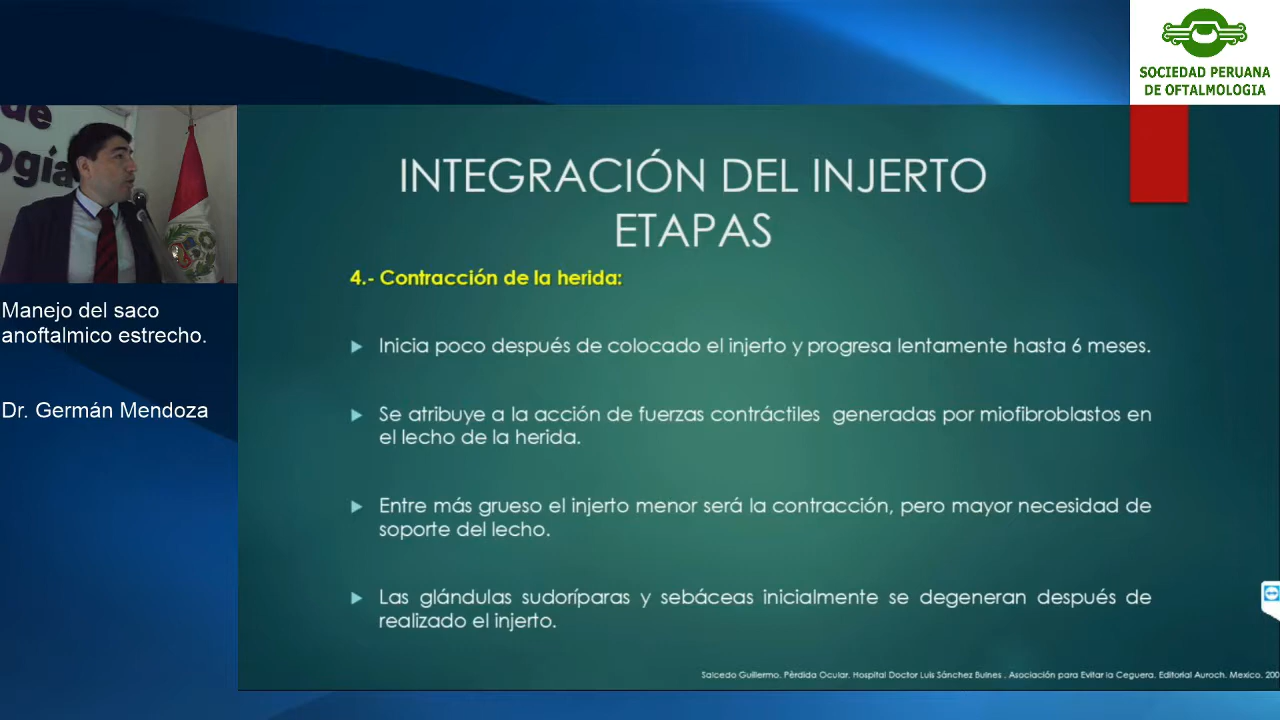 SOCIEDAD PERUANA
DE OFTALMOLOGIA
de
ogía
Manejo del saco
anoftalmico estrecho.
Dr. Germán Mendoza
INTEGRACIÓN DEL INJERTO
ETAPAS
4.- Contracción de la herida:
Inicia poco después de colocado el injerto y progresa lentamente hasta 6 meses.
Se atribuye a la acción de fuerzas contráctiles generadas por miofibroblastos en
el lecho de la herida.
Entre más grueso el injerto menor será la contracción, pero mayor necesidad de
soporte del lecho.
Las glándulas sudoríparas y sebáceas inicialmente se degeneran después de
realizado el injerto.
Salcedo Guillermo. Pérdida Ocular. Hospital Doctor Luis Sánchez Bulnes . Asociación para Evitar la Ceguera. Editorial Auroch. Mexico. 200